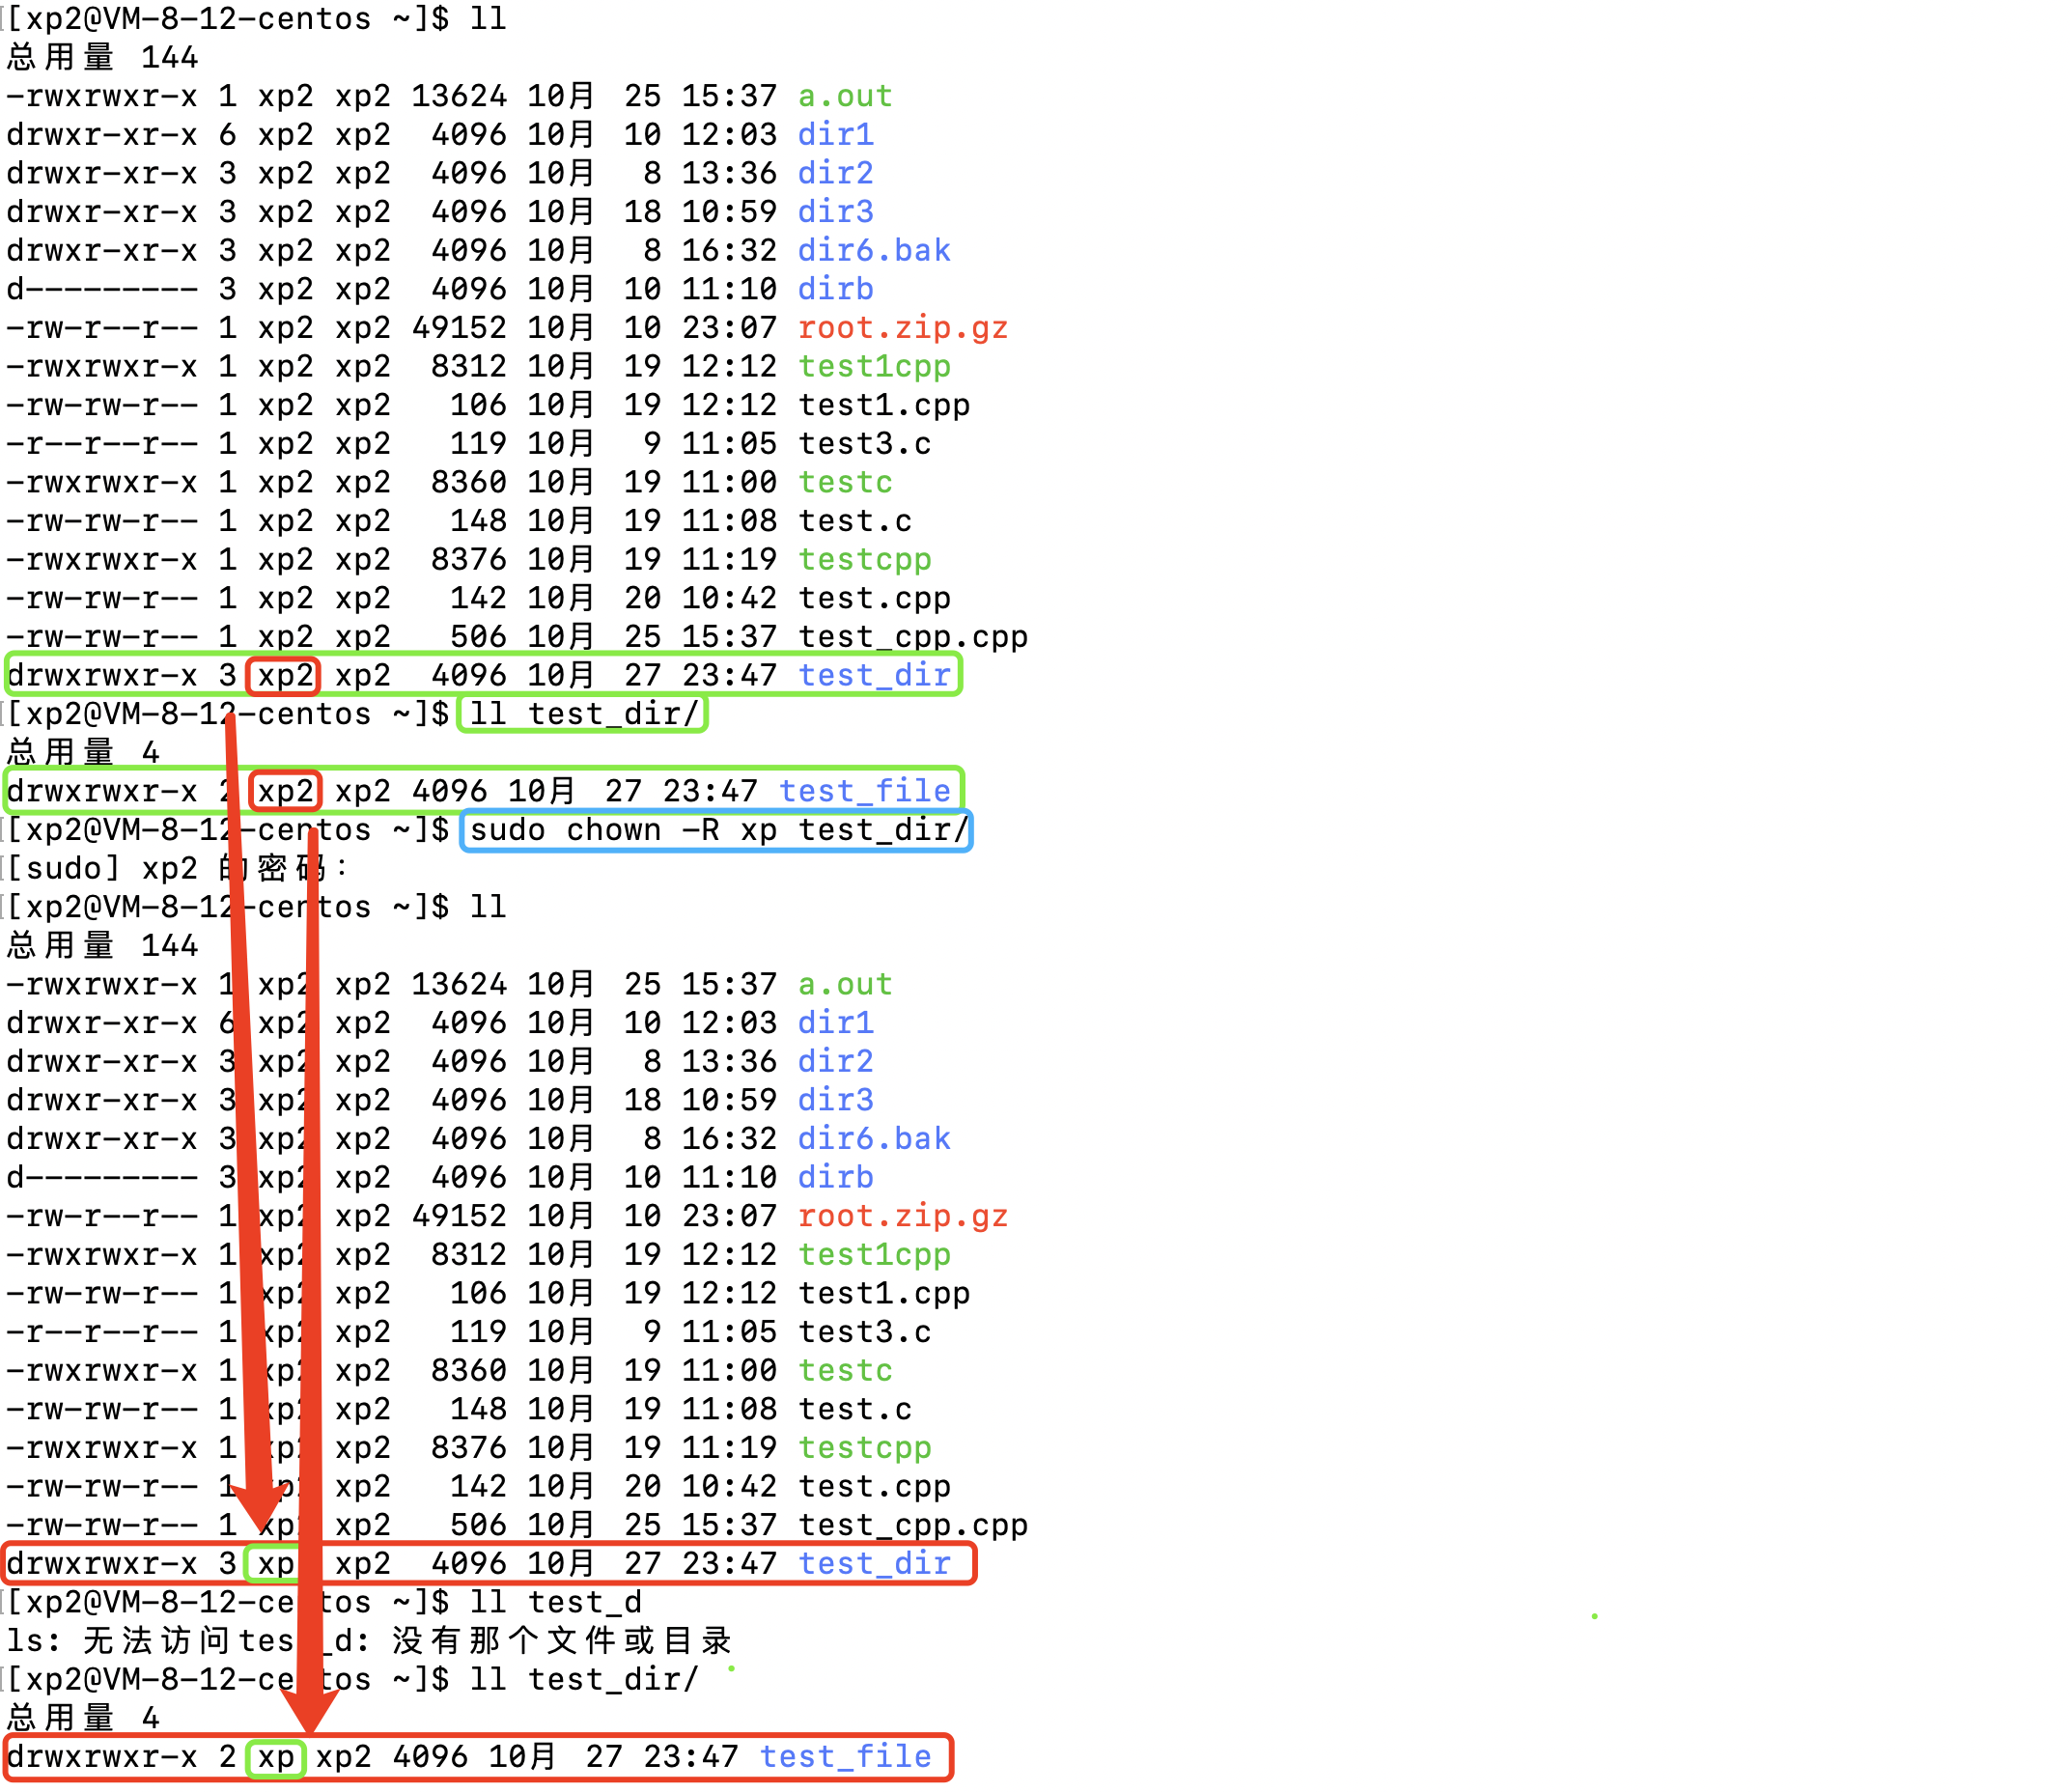 [xp2@VM-8-12-centos ~]$ ll
总用量 144
-rwxrwxr-x 1 xp2 xp2 13624 10月 25 15:37 a.out
drwxr-xr-x 6 xp2 xp2 4096 10月 10 12:03 dir1
drwxr-xr-x 3 xp2 xp2 4096 10月 8 13:36 dir2
drwxr-xr-x 3 xp2 xp2 4096 10月 18 10:59 dir3
drwxr-xr-x 3 xp2 xp2 4096 10月 8 16:32 dir6.bak
d--------- 3 xp2 xp2 4096 10月 10 11:10 dirb
-rw-r--r-- 1 xp2 xp2 49152 10月 10 23:07 root.zip.gz
-rwxrwxr-x 1 xp2 xp2 8312 10月 19 12:12 test1cpp
-rw-rw-r-- 1 xp2 xp2 106 10月 19 12:12 test1.cpp
-r--r--r-- 1 xp2 xp2 119 10月 9 11:05 test3.c
-rwxrwxr-x 1 xp2 xp2 8360 10月 19 11:00 testc
-rw-rw-r-- 1 xp2 xp2 148 10月 19 11:08 test.c
-rwxrwxr-x 1 xp2 xp2 8376 10月 19 11:19 testcpp
-rw-rw-r-- 1 xp2 xp2 142 10月 20 10:42 test.cpp
-rw-rw-r-- 1 xp2 xp2 506 10月 25 15:37 test_cpp.cpp
drwxrwxr-x 3 xp2 xp2 4096 10月 27 23:47 test_dir
[xp2@VM-8-12-centos ~]$ ll test_dir/
总用量 4
drwxrwxr-x 2 xp2 xp2 4096 10月 27 23:47 test_file
[xp2@VM-8-12-centos ~]$ sudo chown -R xp test_dir/
[sudo] xp2 的密码：
[xp2@VM-8-12-centos ~]$ ll
总用量 144
-rwxrwxr-x 1 xp2 xp2 13624 10月 25 15:37 a.out
drwxr-xr-x 6 xp2 xp2 4096 10月 10 12:03 dir1
drwxr-xr-x 3 xp2 xp2 4096 10月 8 13:36 dir2
drwxr-xr-x 3 xp2 xp2 4096 10月 18 10:59 dir3
drwxr-xr-x 3 xp2 xp2 4096 10月 8 16:32 dir6.bak
d--------- 3 xp2 xp2 4096 10月 10 11:10 dirb
-rw-r--r-- 1 xp2 xp2 49152 10月 10 23:07 root.zip.gz
-rwxrwxr-x 1 xp2 xp2 8312 10月 19 12:12 test1cpp
-rw-rw-r-- 1 xp2 xp2 106 10月 19 12:12 test1.cpp
-r--r--r-- 1 xp2 xp2 119 10月 9 11:05 test3.c
-rwxrwxr-x 1 xp2 xp2 8360 10月 19 11:00 testc
-rw-rw-r-- 1 xp2 xp2 148 10月 19 11:08 test.c
-rwxrwxr-x 1 xp2 xp2 8376 10月 19 11:19 testcpp
-rw-rw-r-- 1 xp2 xp2 142 10月 20 10:42 test.cpp
-rw-rw-r-- 1 xp2 xp2 506 10月 25 15:37 test_cpp.cpp
drwxrwxr-x 3 xp xp2 4096 10月 27 23:47 test_dir
[xp2@VM-8-12-centos ~]$ ll test_d
ls: 无法访问test_d: 没有那个文件或目录
[xp2@VM-8-12-centos ~]$ ll test_dir/
总用量 4
drwxrwxr-x 2 xp xp2 4096 10月 27 23:47 test_file